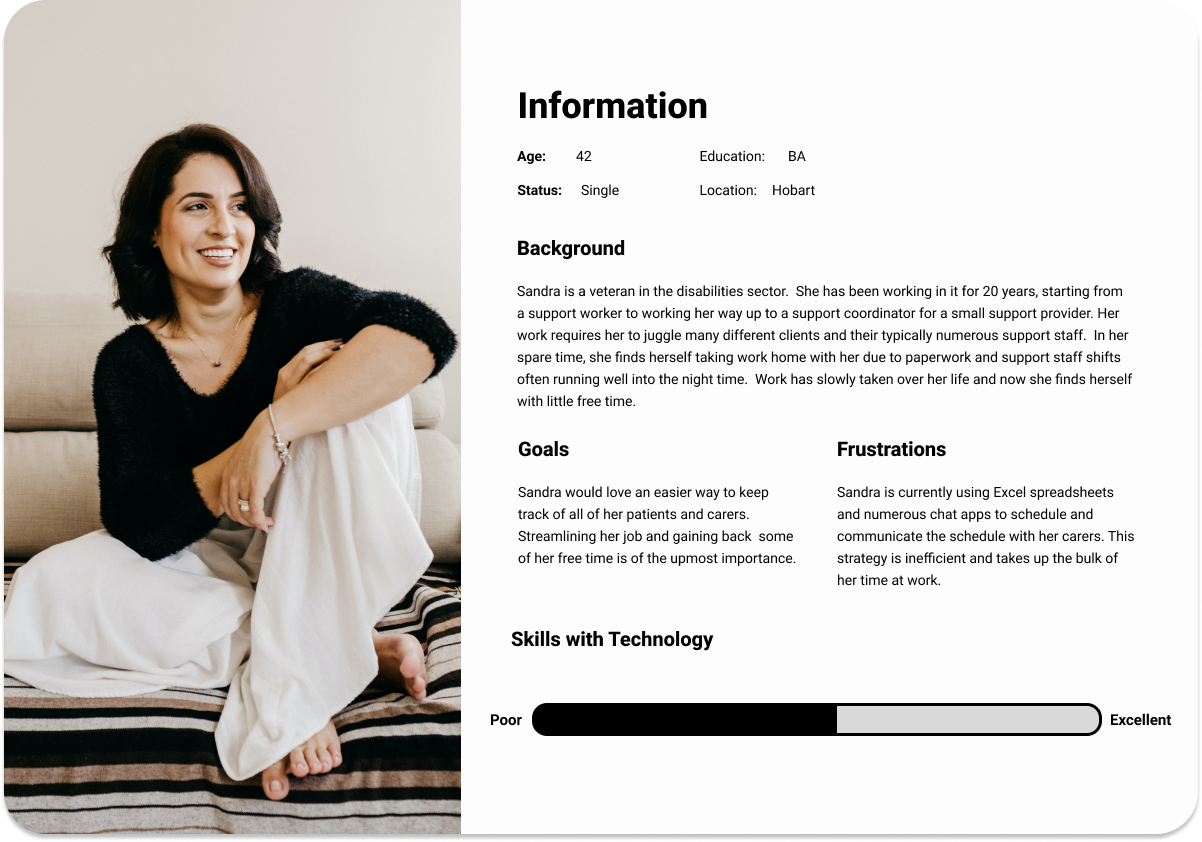 Information
Age: 42 Education: BA
Status: Single Location: Hobart
Background
Sandra is a veteran in the disabilities sector.  She has been working in it for 20 years, starting from
a support worker to working her way up to a support coordinator for a small support provider. Her
work requires her to juggle many different clients and their typically numerous support staff.  In her
spare time, she finds herself taking work home with her due to paperwork and support staff shifts
often running well into the night time.  Work has slowly taken over her life and now she finds herself
with little free time.
Goals
Sandra would love an easier way to keep
track of all of her patients and carers.
Streamlining her job and gaining back  some
of her free time is of the upmost importance.
Frustrations
Sandra is currently using Excel spreadsheets
and numerous chat apps to schedule and
communicate the schedule with her carers. This
strategy is inefficient and takes up the bulk of
her time at work.
Skills with Technology
Poor Excellent